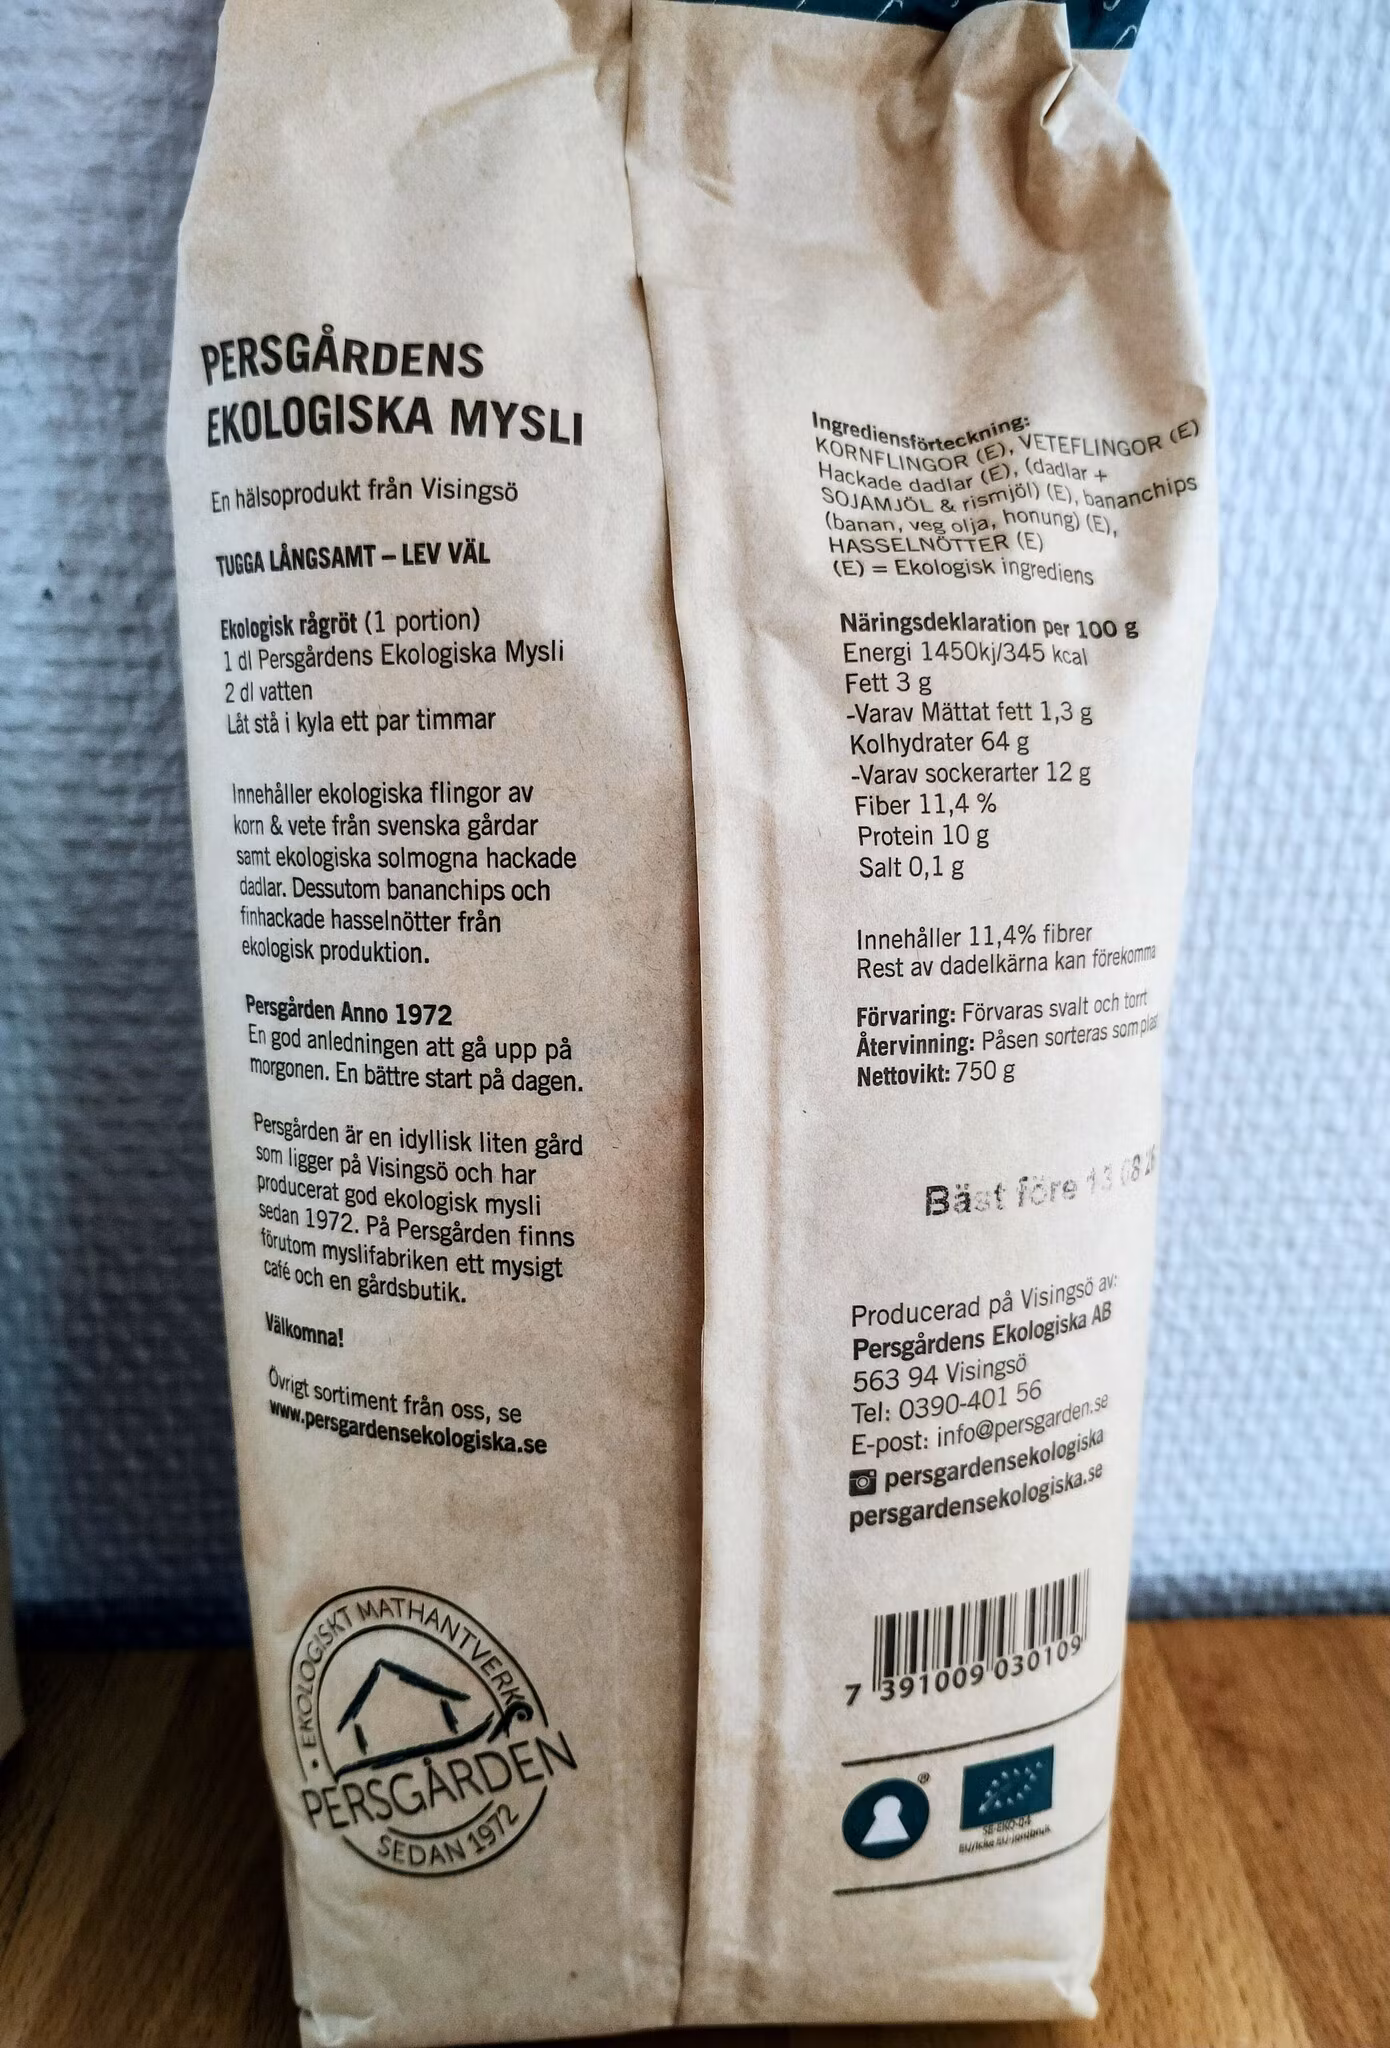 PERSGÅRDENS
EKOLOGISKA MYSLI
En hälsoprodukt från Visingsö
TUGGA LÅNGSAMT – LEV VÄL
Ekologisk rågröt (1 portion)
1 dl Persgårdens Ekologiska Mysli
2 dl vatten
Låt stå i kyla ett par timmar
Innehåller ekologiska flingor av
korn & vete från svenska gårdar
samt ekologiska solmogna hackade
dadlar. Dessutom bananchips och
finhackade hasselnötter från
ekologisk produktion.
Persgården Anno 1972
En god anledningen att gå upp på
morgonen. En bättre start på dagen.
Persgården är en idyllisk liten gård
som ligger på Visingsö och har
producerat god ekologisk mysli
sedan 1972. På Persgården finns
förutom myslifabriken ett mysigt
café och en gårdsbutik.
Välkomna!
Övrigt sortiment från oss, se
www.persgardensekologiska.se
• EKOLOGISKT MATHANTVERK
PERSGÅRDEN
SEDAN 1972
Ingrediensförteckning:
KORNFLINGOR (E), VETEFLINGOR (E)
Hackade dadlar (E), (dadlar +
SOJAMJÖL & rismjöl) (E), bananchips
(banan, veg olja, honung) (E),
HASSELNÖTTER (E)
(E) = Ekologisk ingrediens
Näringsdeklaration per 100 g
Energi 1450kj/345 kcal
Fett 3 g
-Varav Mättat fett 1,3 g
Kolhydrater 64 g
-Varav sockerarter 12 g
Fiber 11,4 %
Protein 10 g
Salt 0,1 g
Innehåller 11,4% fibrer
Rest av dadelkärna kan förekomma
Förvaring: Förvaras svalt och torrt
Återvinning: Påsen sorteras som
Nettovikt: 750 g
Bäst före 13 08
Producerad på Visingsö av:
Persgårdens Ekologiska AB
563 94 Visingsö
Tel: 0390-401 56
E-post: info@persgarden.se
persgardensekologiska
persgardensekologiska.se
7 391009 030109
®
SE-EKO-04
EU/icke EU-jordbruk